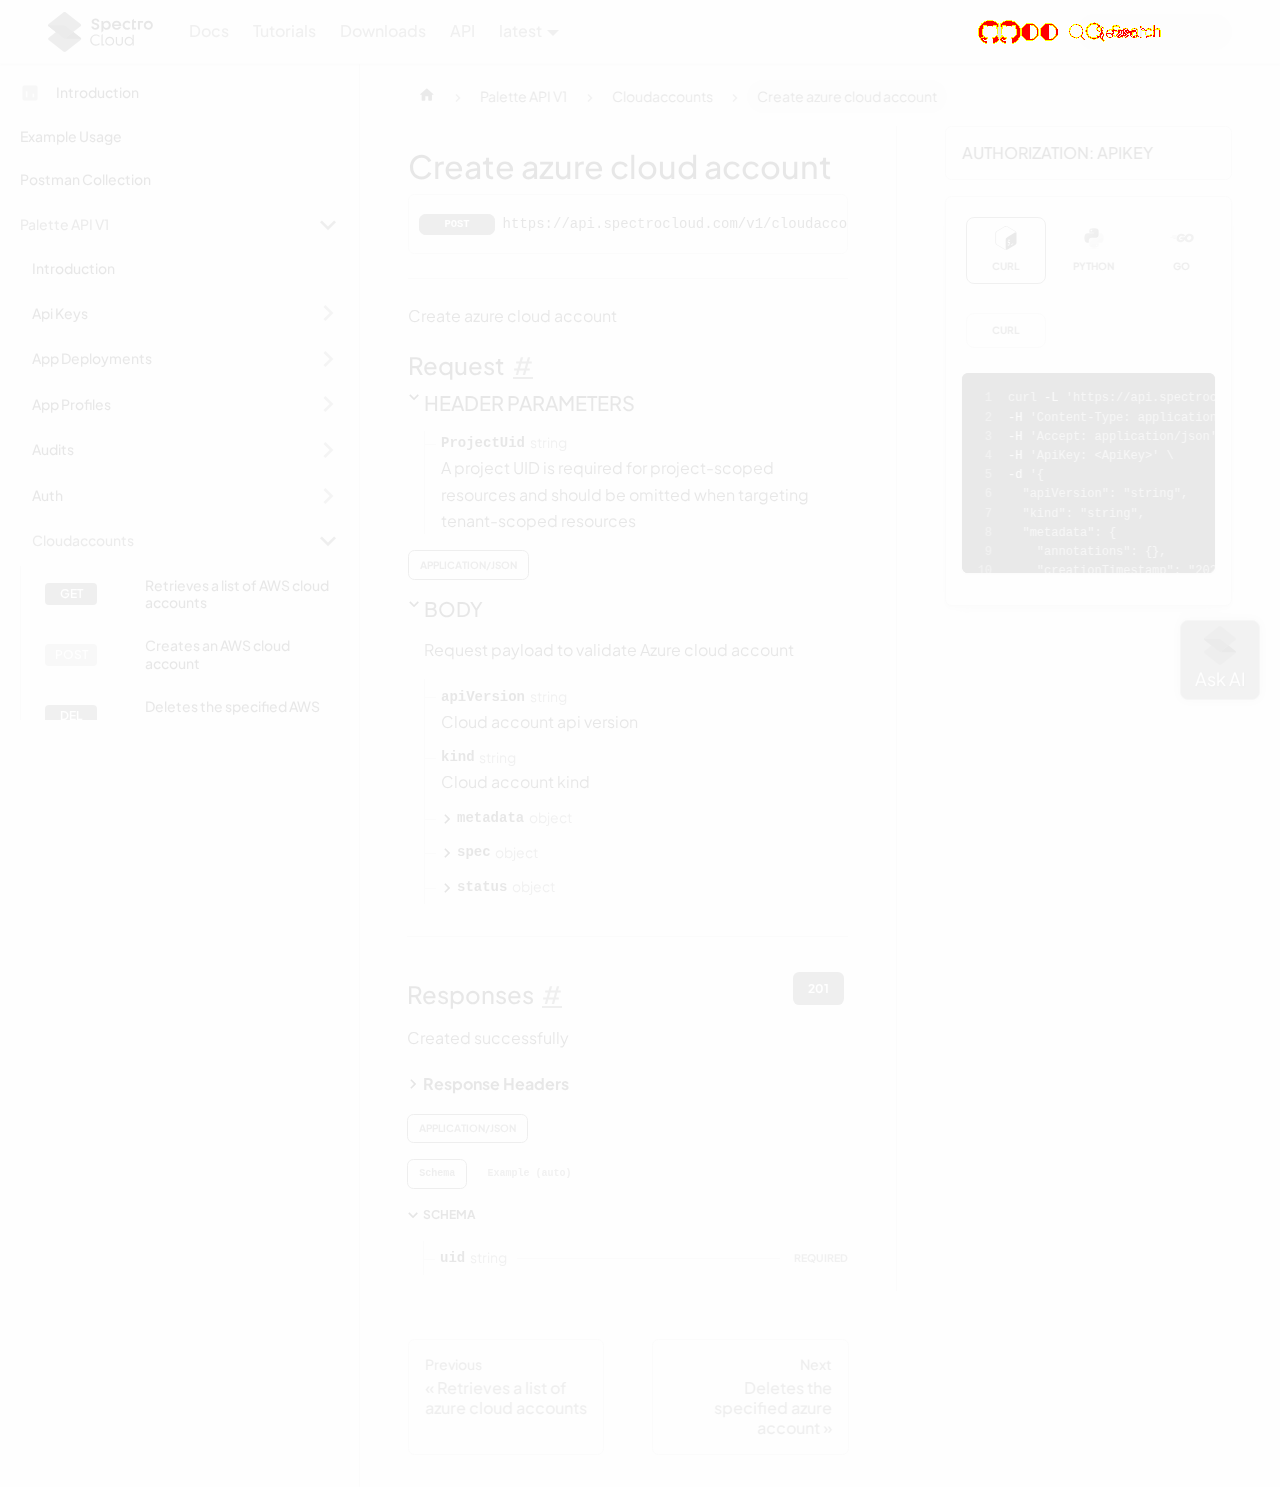 Spectro Cloud
Docs Tutorials Downloads API latest
Introduction
Example Usage
Postman Collection
Palette API V1
Introduction
Api Keys
App Deployments
App Profiles
Audits
Auth
Cloudaccounts
GET Retrieves a list of AWS cloud accounts
POST Creates an AWS cloud account
DEL Deletes the specified AWS
Palette API V1 Cloudaccounts Create azure cloud account
Create azure cloud account
POST https://api.spectrocloud.com/v1/cloudacco
Create azure cloud account
Request #
HEADER PARAMETERS
ProjectUid string
A project UID is required for project-scoped
resources and should be omitted when targeting
tenant-scoped resources
APPLICATION/JSON
BODY
Request payload to validate Azure cloud account
apiVersion string
Cloud account api version
kind string
Cloud account kind
metadata object
spec object
status object
Responses #
201
Created successfully
Response Headers
APPLICATION/JSON
Schema Example (auto)
SCHEMA
uid string REQUIRED
Previous
« Retrieves a list of
azure cloud accounts
Next
Deletes the
specified azure
account »
AUTHORIZATION: APIKEY
CURL PYTHON GO
CURL
1 curl -L 'https://api.spectroc
2 -H 'Content-Type: application
3 -H 'Accept: application/json'
4 -H 'ApiKey: <ApiKey>' \
5 -d '{
6 "apiVersion": "string",
7 "kind": "string",
8 "metadata": {
9 "annotations": {},
10 "creationTimestamp": "202
Ask AI